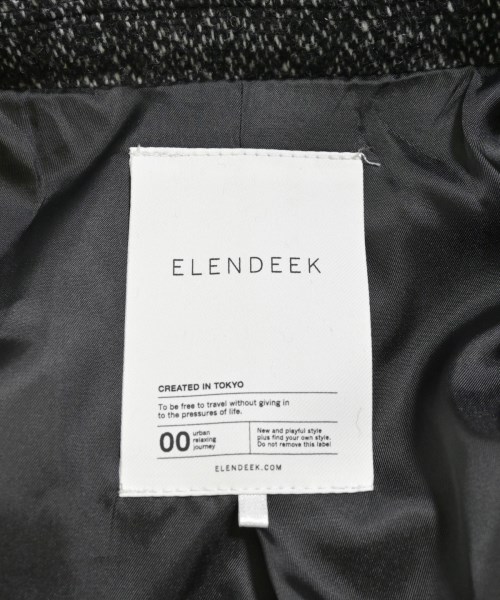 ELENDEEK
CREATED IN TOKYO
To be free to travel without giving in
to the pressures of life.
00
urban
relaxing
journey
New and playful style
plus find your own style.
Do not remove this label
ELENDEEK.COM